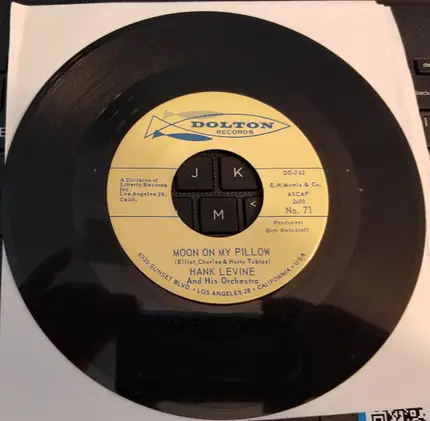 DOLTON
RECORDS
DO-742
A Division of
Liberty Records
Inc.
Los Angeles 28,
Calif.
E.H. Morris & Co.
ASCAP
2:00
No. 71
Producer:
Bob Reisdorff
J K
M <
MOON ON MY PILLOW
(Elliot, Charles & Harry Tobias)
HANK LEVINE
And His Orchestra
6920 SUNSET BLVD. • LOS ANGELES 28 • CALIFORNIA • USA